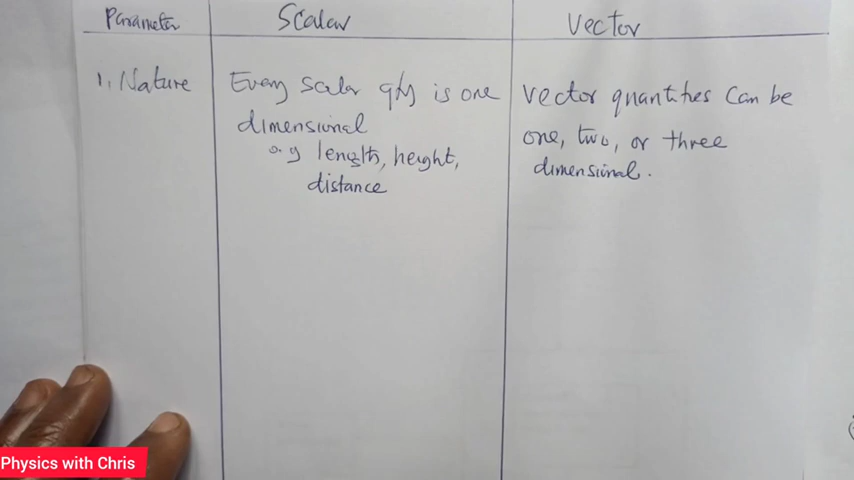 Parameter Scalar Vector
1. Nature Every Scalar qty is one
dimensional
e.g length, height,
distance
Vector quantities can be
one, two, or three
dimensional.
Physics with Chris